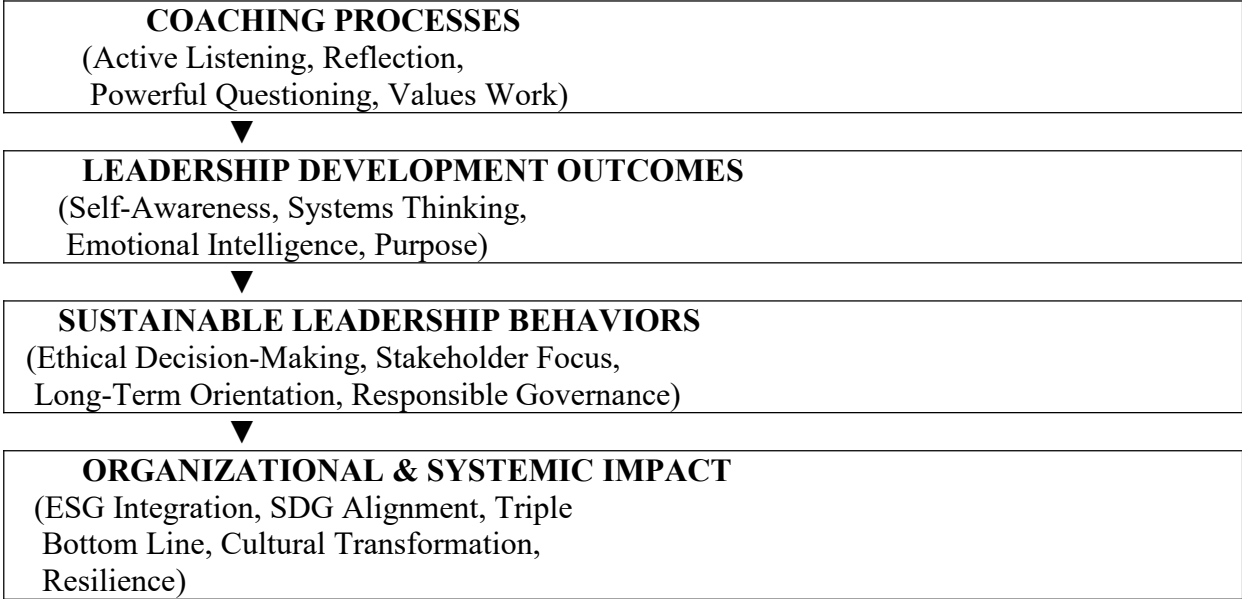 COACHING PROCESSES
(Active Listening, Reflection,
Powerful Questioning, Values Work)
LEADERSHIP DEVELOPMENT OUTCOMES
(Self-Awareness, Systems Thinking,
Emotional Intelligence, Purpose)
SUSTAINABLE LEADERSHIP BEHAVIORS
(Ethical Decision-Making, Stakeholder Focus,
Long-Term Orientation, Responsible Governance)
ORGANIZATIONAL & SYSTEMIC IMPACT
(ESG Integration, SDG Alignment, Triple
Bottom Line, Cultural Transformation,
Resilience)